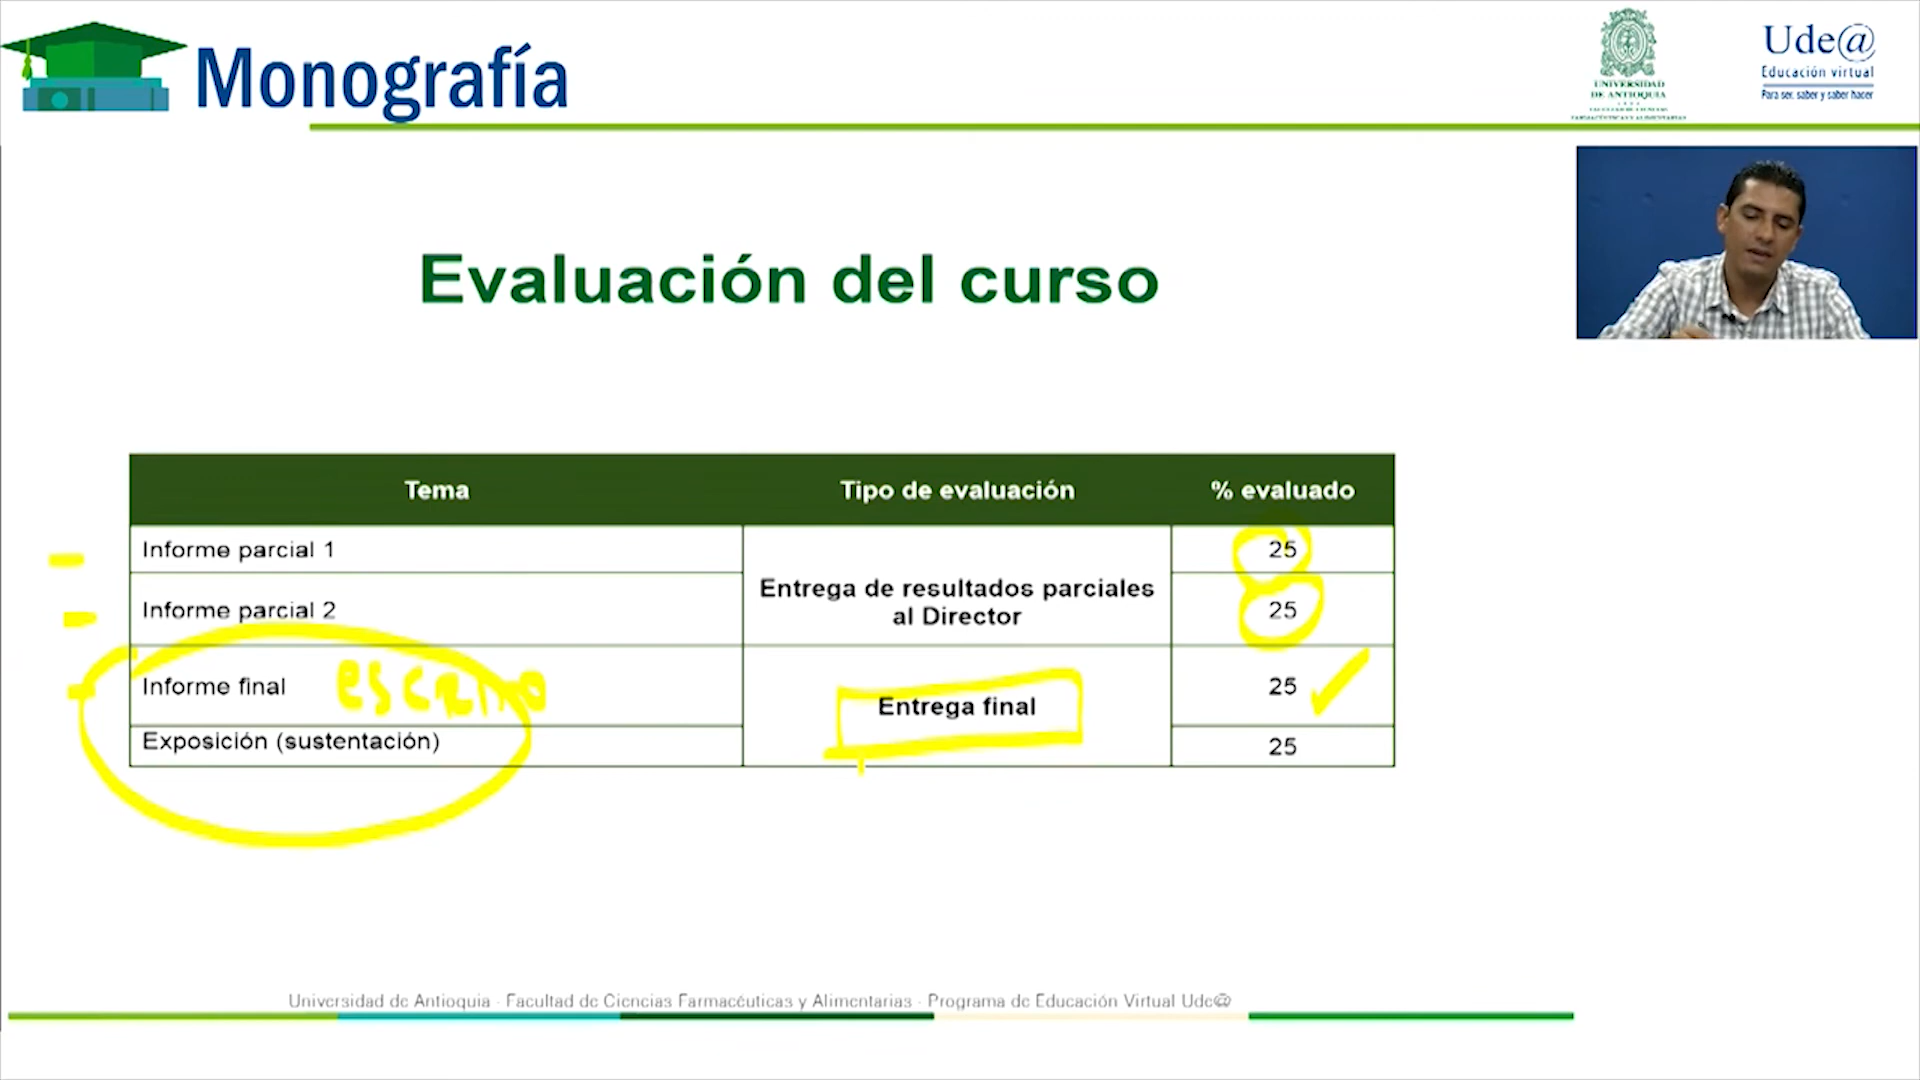 Monografía
UNIVERSIDAD
DE ANTIOQUIA
1803
FACULTAD DE CIENCIAS
FARMACÉUTICAS Y ALIMENTARIAS
Ude@
Educación virtual
Para ser, saber y saber hacer
Evaluación del curso
Tema
Tipo de evaluación
% evaluado
Informe parcial 1
25
Entrega de resultados parciales
al Director
Informe parcial 2
25
Informe final
escrito
Entrega final
25
Exposición (sustentación)
25
Universidad de Antioquia · Facultad de Ciencias Farmacéuticas y Alimentarias · Programa de Educación Virtual Ude@